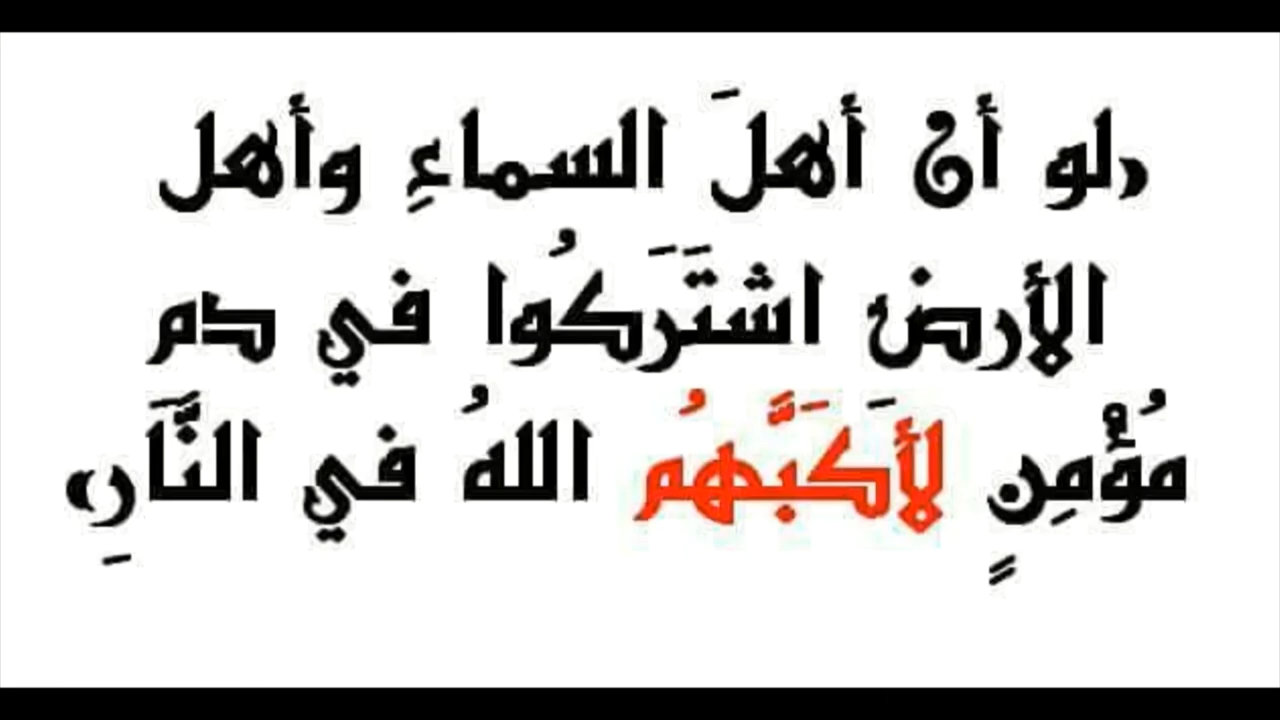 «لو أن أهلَ السماءِ وأهل
الأرض اشتَرَكُوا في دم
مُؤْمِنٍ لأَكَبَّهُم اللهُ في النَّارِ»